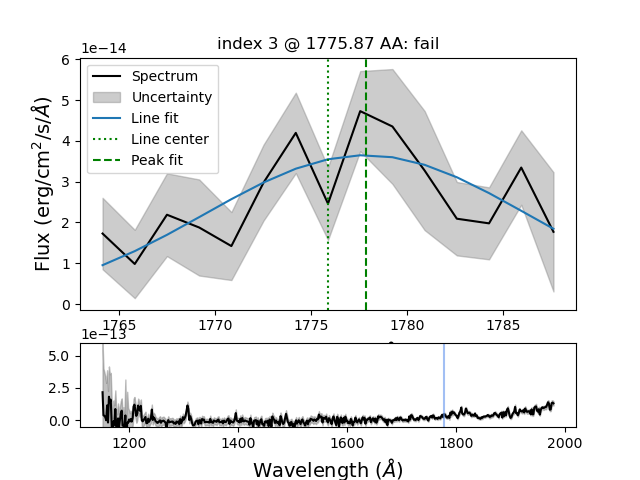 index 3 @ 1775.87 AA: fail
1e−14
Spectrum
Uncertainty
Line fit
Line center
Peak fit
Flux (erg/cm²/s/Å)
6
5
4
3
2
1
0
1765 1770 1775 1780 1785
1e−13
5.0
2.5
0.0
1200 1400 1600 1800 2000
Wavelength (Å)